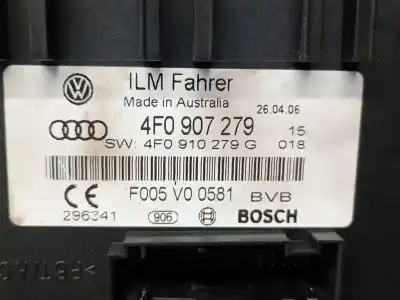 ILM Fahrer
Made in Australia
26.04.06
4F0 907 279 15
SW: 4F0 910 279 G 018
F005 V0 0581 BVB
CE
296341 906 BOSCH